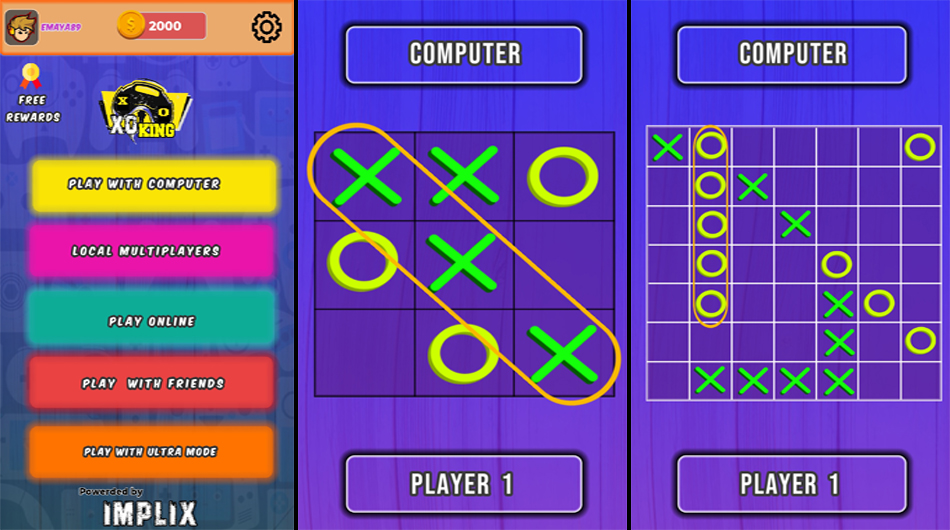 EMAYA89
2000
FREE
REWARDS
X O
XO KING
PLAY WITH COMPUTER
LOCAL MULTIPLAYERS
PLAY ONLINE
PLAY WITH FRIENDS
PLAY WITH ULTRA MODE
Powerded by
IMPLIX
COMPUTER
X X O
O X
O X
PLAYER 1
COMPUTER
X O O
O X
O X
O O
O X O
X O
X X X X
PLAYER 1